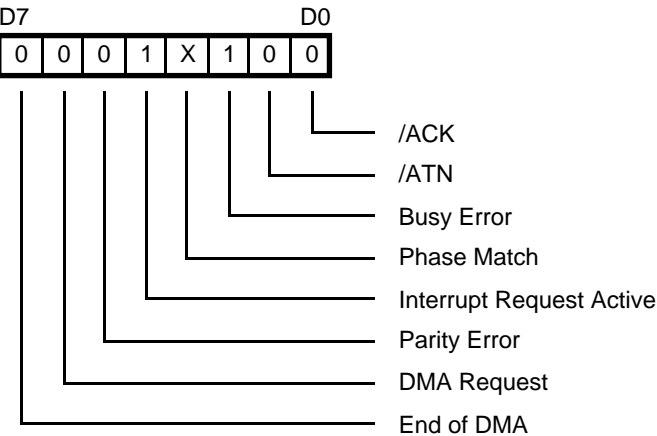 D7 D0
0 0 0 1 X 1 0 0
/ACK
/ATN
Busy Error
Phase Match
Interrupt Request Active
Parity Error
DMA Request
End of DMA